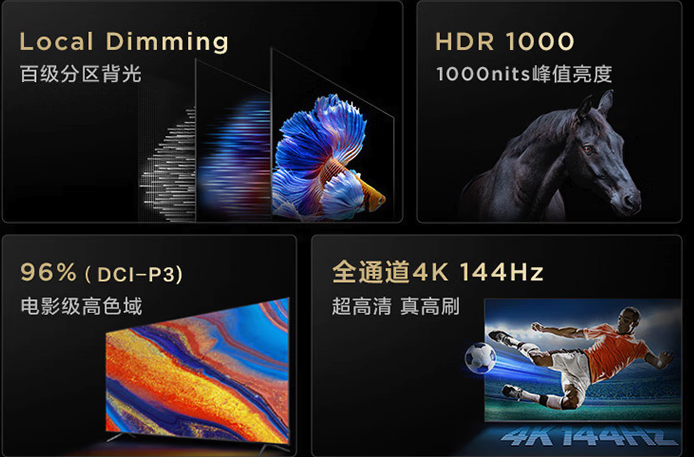 Local Dimming
百级分区背光
HDR 1000
1000nits峰值亮度
96% (DCI-P3)
电影级高色域
全通道4K 144Hz
超高清 真高刷
4K 144Hz